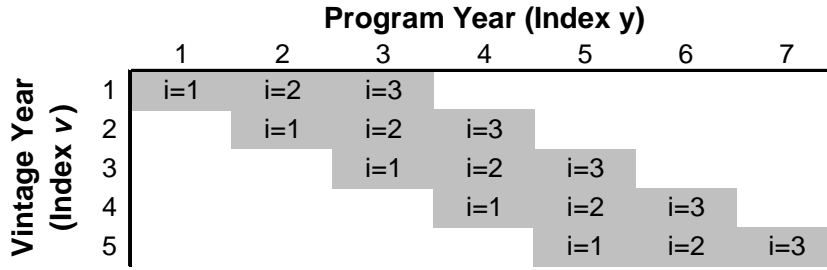 Program Year (Index y)
1 2 3 4 5 6 7
Vintage Year
(Index v)
1 i=1 i=2 i=3
2 i=1 i=2 i=3
3 i=1 i=2 i=3
4 i=1 i=2 i=3
5 i=1 i=2 i=3